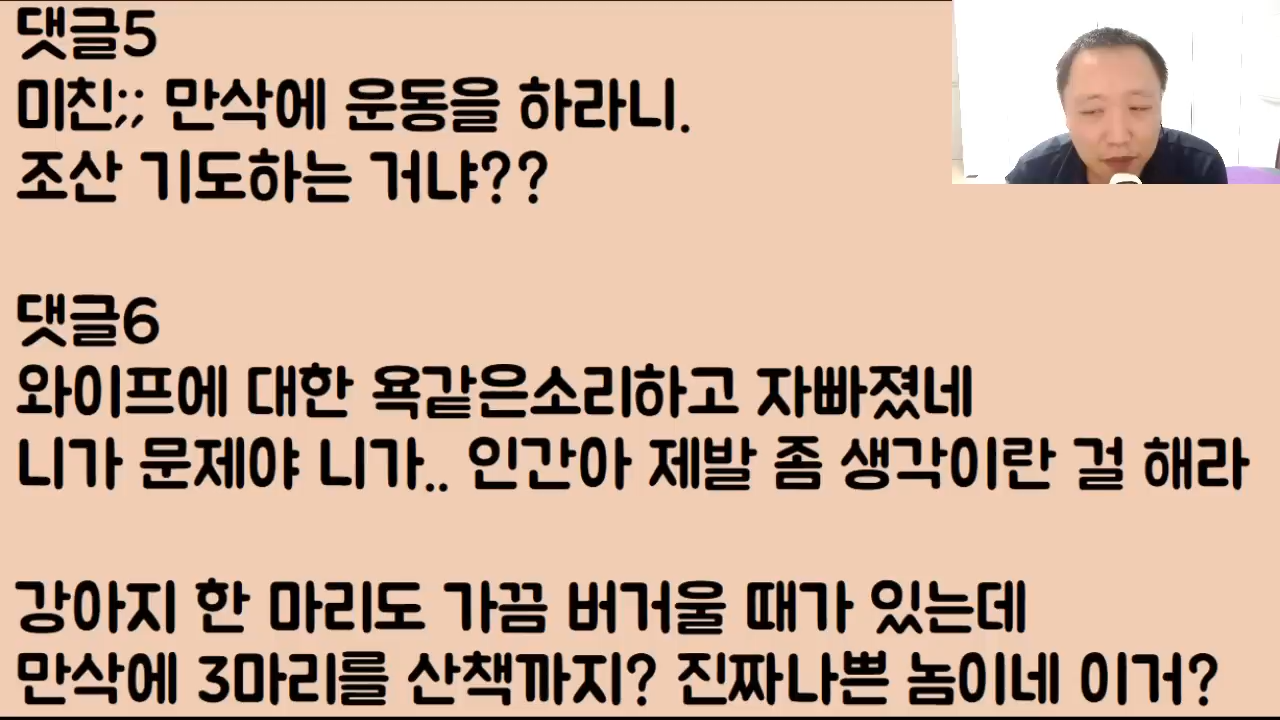 댓글5
미친;; 만삭에 운동을 하라니.
조산 기도하는 거냐??
댓글6
와이프에 대한 욕같은소리하고 자빠졌네
니가 문제야 니가.. 인간아 제발 좀 생각이란 걸 해라
강아지 한 마리도 가끔 버거울 때가 있는데
만삭에 3마리를 산책까지? 진짜나쁜 놈이네 이거?